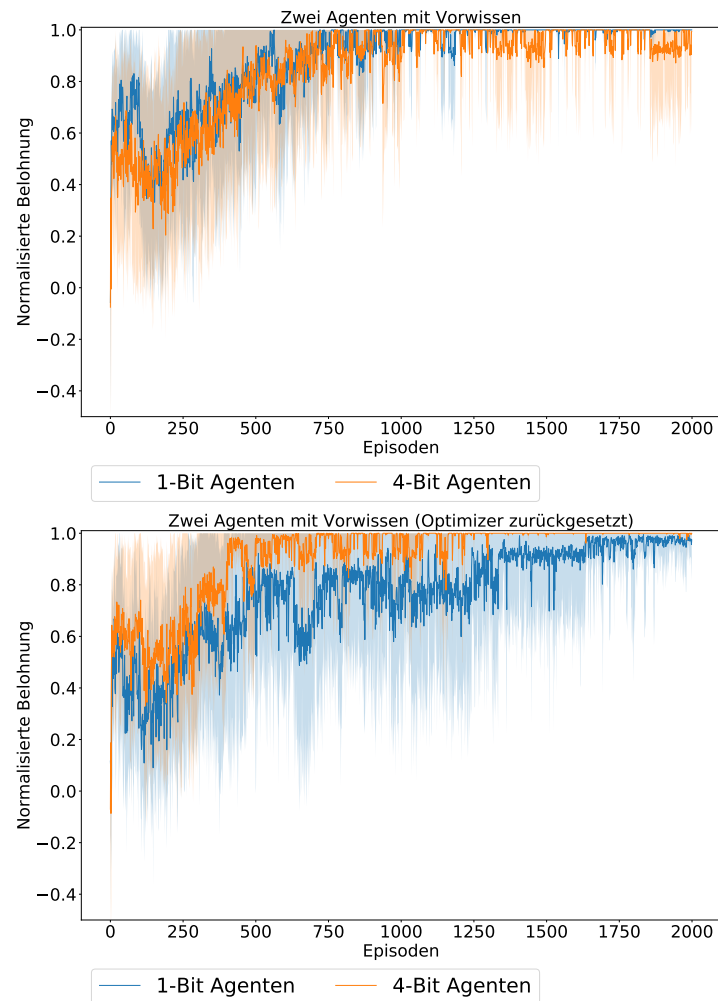 Zwei Agenten mit Vorwissen
1.0
0.8
0.6
0.4
0.2
0.0
−0.2
−0.4
Normalisierte Belohnung
0 250 500 750 1000 1250 1500 1750 2000
Episoden
1-Bit Agenten 4-Bit Agenten
Zwei Agenten mit Vorwissen (Optimizer zurückgesetzt)
1.0
0.8
0.6
0.4
0.2
0.0
−0.2
−0.4
Normalisierte Belohnung
0 250 500 750 1000 1250 1500 1750 2000
Episoden
1-Bit Agenten 4-Bit Agenten